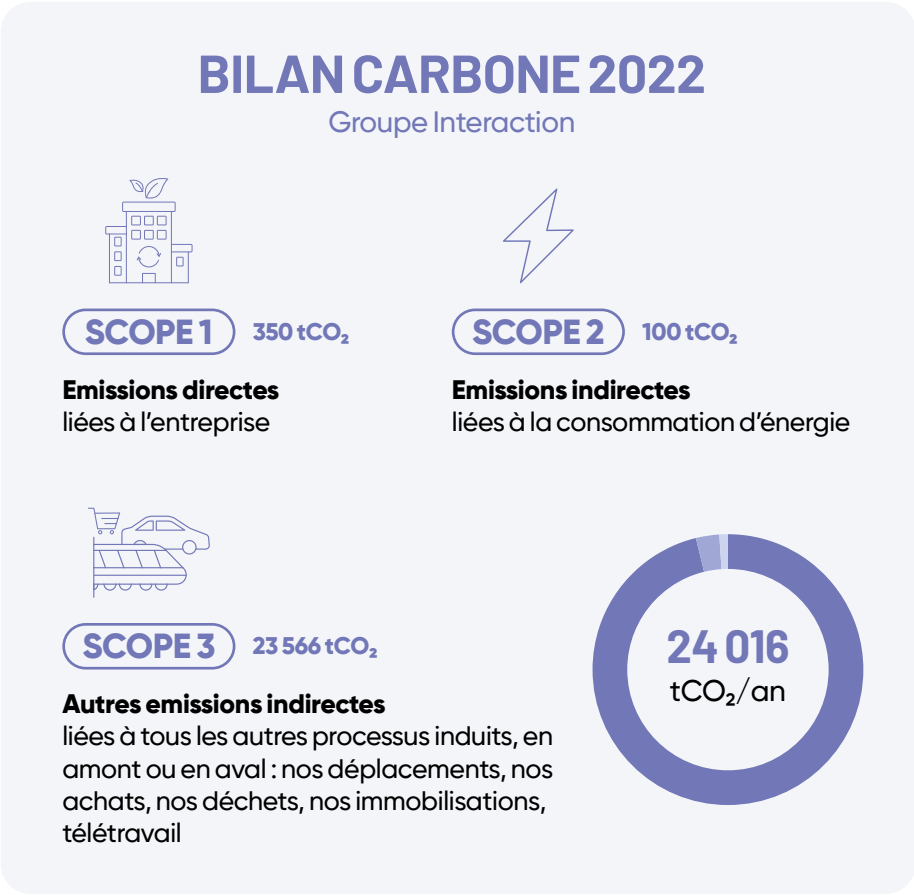 BILAN CARBONE 2022
Groupe Interaction
SCOPE 1 350 tCO₂
Emissions directes
liées à l’entreprise
SCOPE 2 100 tCO₂
Emissions indirectes
liées à la consommation d’énergie
SCOPE 3 23 566 tCO₂
Autres emissions indirectes
liées à tous les autres processus induits, en
amont ou en aval : nos déplacements, nos
achats, nos déchets, nos immobilisations,
télétravail
24 016
tCO₂/an